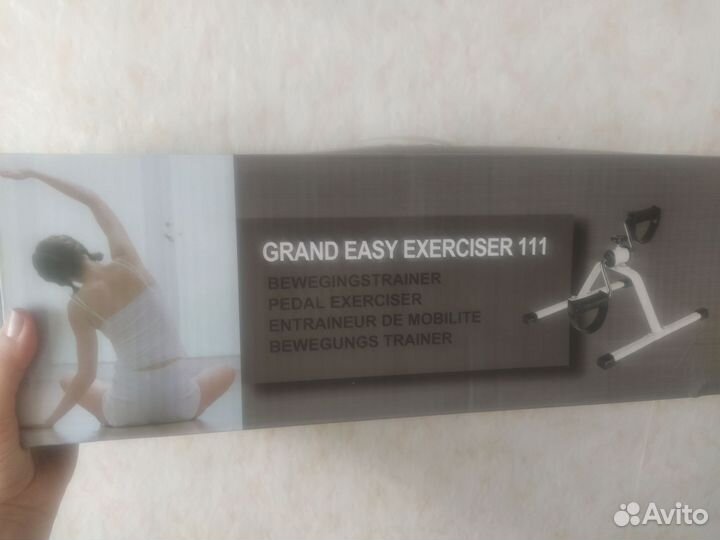 GRAND EASY EXERCISER 111
BEWEGINGSTRAINER
PEDAL EXERCISER
ENTRAINEUR DE MOBILITE
BEWEGUNGS TRAINER
Avito